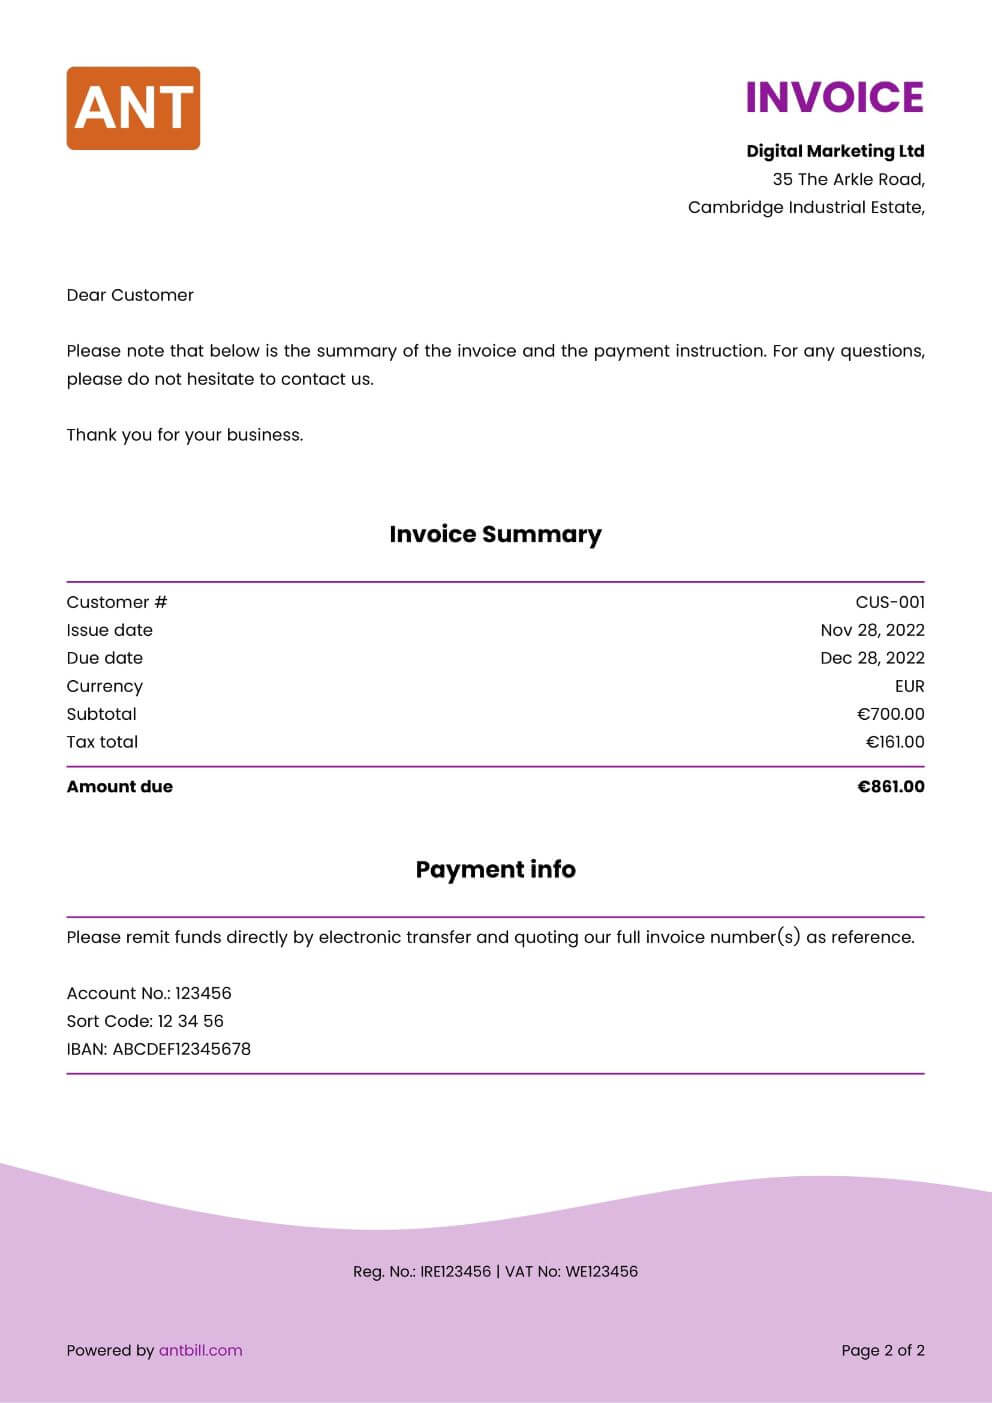 ANT
INVOICE
Digital Marketing Ltd
35 The Arkle Road,
Cambridge Industrial Estate,
Dear Customer
Please note that below is the summary of the invoice and the payment instruction. For any questions,
please do not hesitate to contact us.
Thank you for your business.
Invoice Summary
Customer # CUS-001
Issue date Nov 28, 2022
Due date Dec 28, 2022
Currency EUR
Subtotal €700.00
Tax total €161.00
Amount due €861.00
Payment info
Please remit funds directly by electronic transfer and quoting our full invoice number(s) as reference.
Account No.: 123456
Sort Code: 12 34 56
IBAN: ABCDEF12345678
Reg. No.: IRE123456 | VAT No: WE123456
Powered by antbill.com Page 2 of 2